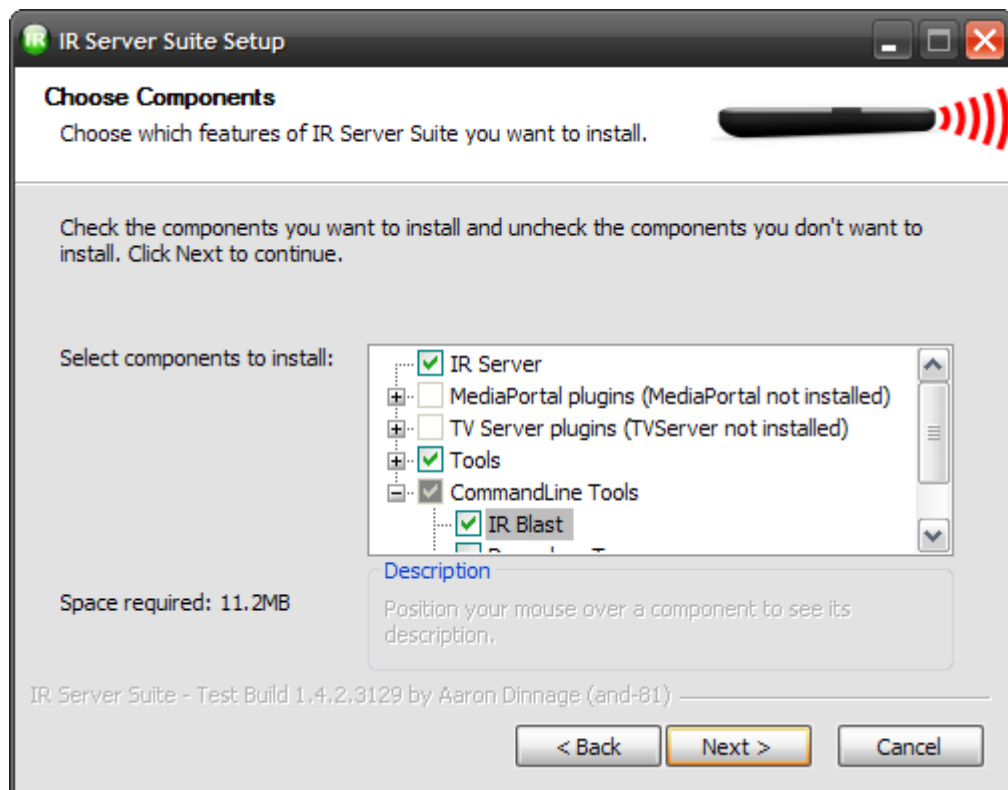 IR IR Server Suite Setup
Choose Components
Choose which features of IR Server Suite you want to install.
Check the components you want to install and uncheck the components you don't want to
install. Click Next to continue.
Select components to install:
IR Server
MediaPortal plugins (MediaPortal not installed)
TV Server plugins (TVServer not installed)
Tools
CommandLine Tools
IR Blast
Description
Space required: 11.2MB
Position your mouse over a component to see its
description.
IR Server Suite - Test Build 1.4.2.3129 by Aaron Dinnage (and-81)
< Back
Next >
Cancel